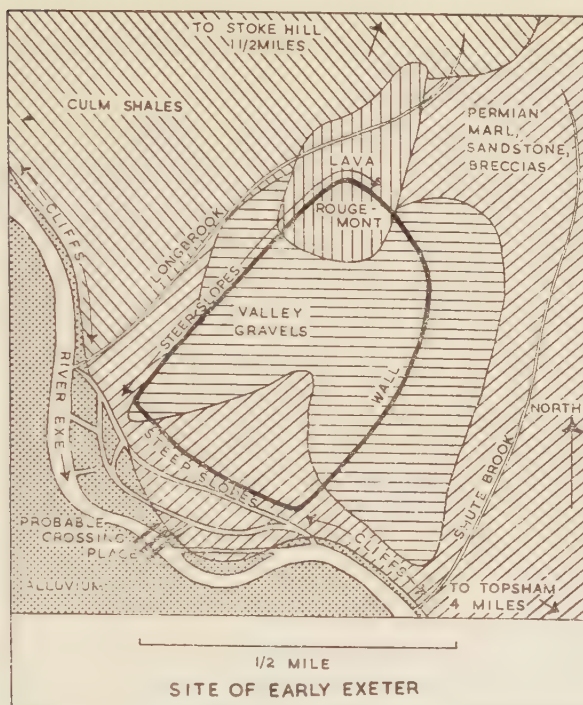 TO STOKE HILL
1 1/2 MILES
CULM SHALES
PERMIAN
MARL,
SANDSTONE,
BRECCIAS
LAVA
ROUGE-
MONT
CLIFFS
LONGBROOK
STEEP SLOPES
VALLEY
GRAVELS
RIVER EXE
WALL
NORTH
STEEP SLOPES
SHUTE BROOK
PROBABLE
CROSSING
PLACE
CLIFFS
ALLUVIUM
TO TOPSHAM
4 MILES
1/2 MILE
SITE OF EARLY EXETER